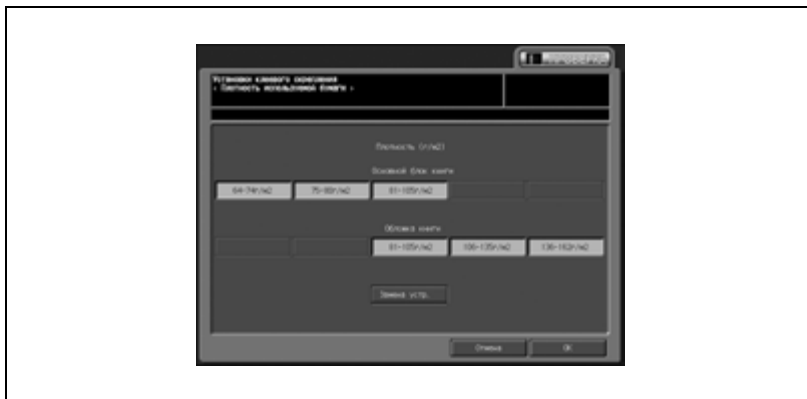 Установки клеевого скрепления
‹ Плотность используемой бумаги ›
Плотность (г/м2)
Основной блок книги
64-74г/м2 75-80г/м2 81-105г/м2
Обложка книги
81-105г/м2 106-135г/м2 136-162г/м2
Замена устр.
Отмена OK